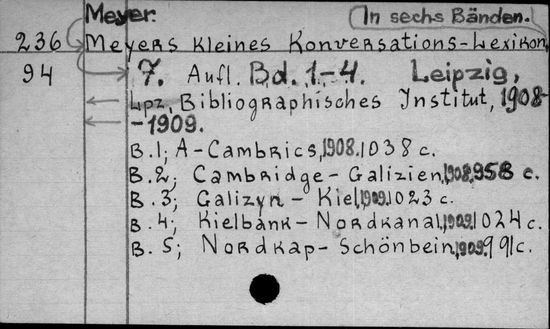 Meyer.
In sechs Bänden.
236 Meyers kleines Konversations-Lexikon,
94 7. Aufl. Bd. 1-4. Leipzig,
Lpz, Bibliographisches Institut, 1908-
-1909.
B.1; A-Cambrics, 1908. 1038 c.
B.2; Cambridge-Galizien, 1908, 958 c.
B.3; Galizyn-Kiel, 1909. 1023 c.
B.4; Kielbank-Nordkanal, 1909. 1024 c.
B.5; Nordkap-Schönbein, 1909. 991 c.